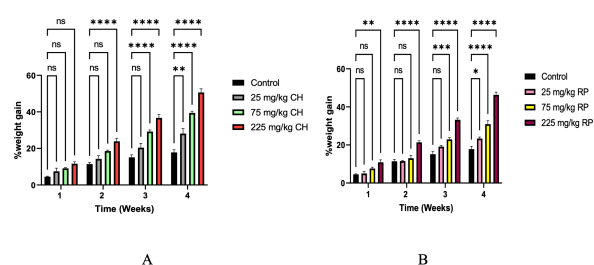 ns
ns
ns
****
ns
ns
****
****
ns
****
****
**
%weight gain
60
40
20
0
Control
25 mg/kg CH
75 mg/kg CH
225 mg/kg CH
1 2 3 4
Time (Weeks)
A
**
ns
ns
****
ns
ns
****
***
ns
****
****
*
%weight gain
60
40
20
0
Control
25 mg/kg RP
75 mg/kg RP
225 mg/kg RP
1 2 3 4
Time (Weeks)
B